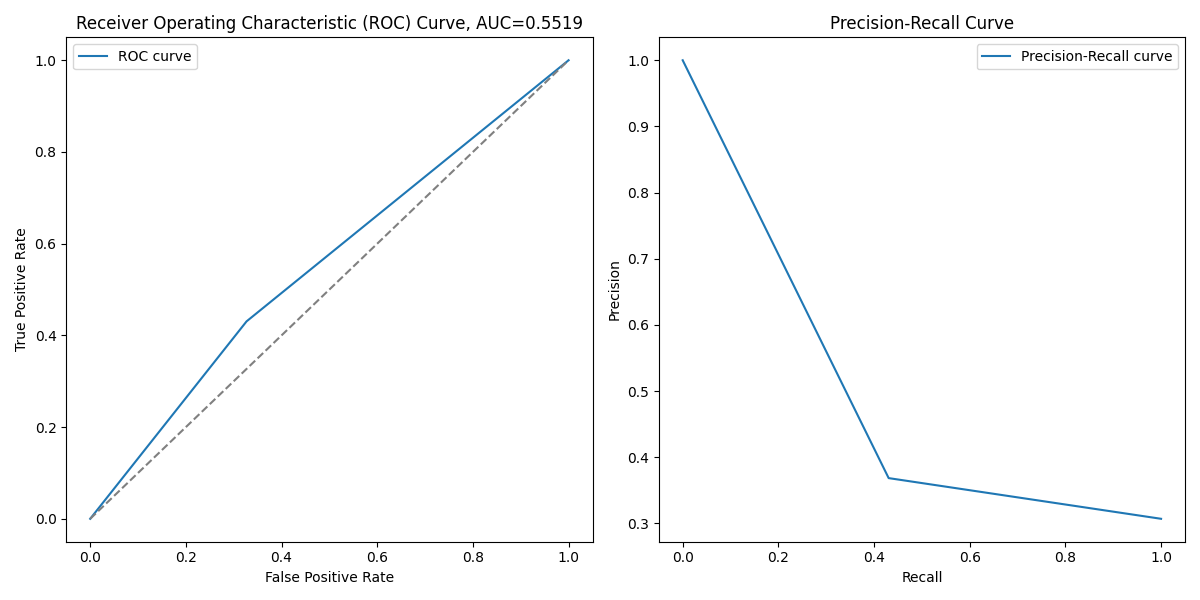 Receiver Operating Characteristic (ROC) Curve, AUC=0.5519
ROC curve
1.0
0.8
0.6
0.4
0.2
0.0
True Positive Rate
0.0 0.2 0.4 0.6 0.8 1.0
False Positive Rate
Precision-Recall Curve
Precision-Recall curve
1.0
0.9
0.8
0.7
0.6
0.5
0.4
0.3
Precision
0.0 0.2 0.4 0.6 0.8 1.0
Recall